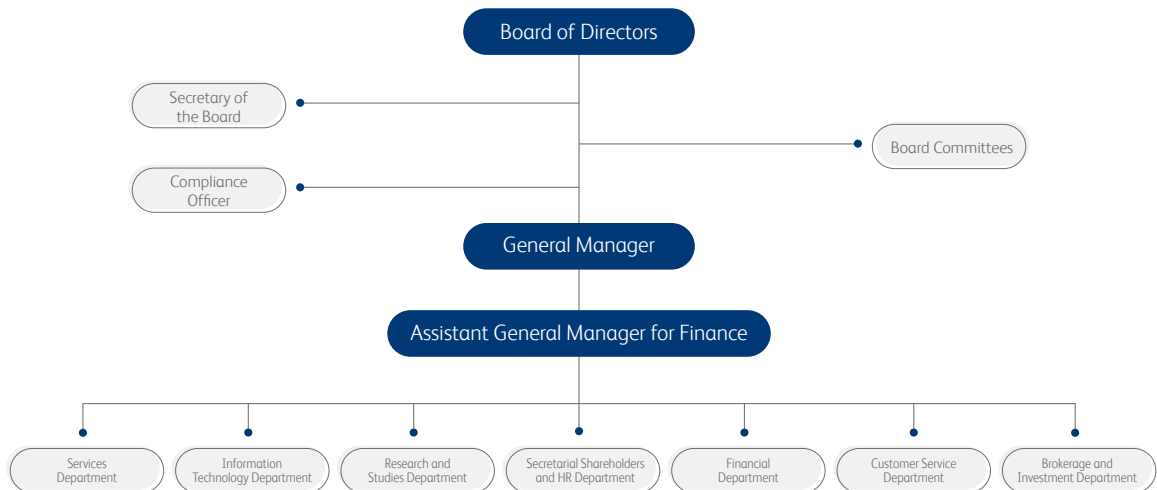 Board of Directors
Secretary of
the Board
Board Committees
Compliance
Officer
General Manager
Assistant General Manager for Finance
Services
Department
Information
Technology Department
Research and
Studies Department
Secretarial Shareholders
and HR Department
Financial
Department
Customer Service
Department
Brokerage and
Investment Department